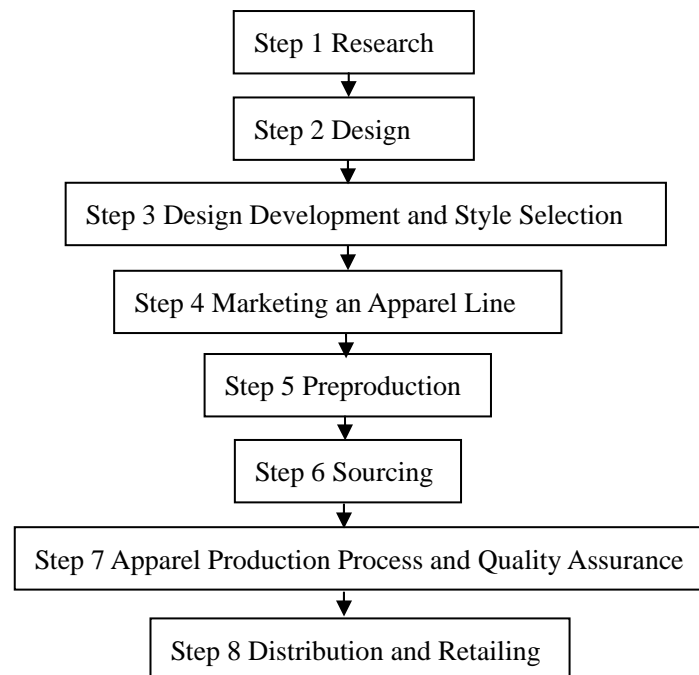 Step 1 Research
Step 2 Design
Step 3 Design Development and Style Selection
Step 4 Marketing an Apparel Line
Step 5 Preproduction
Step 6 Sourcing
Step 7 Apparel Production Process and Quality Assurance
Step 8 Distribution and Retailing